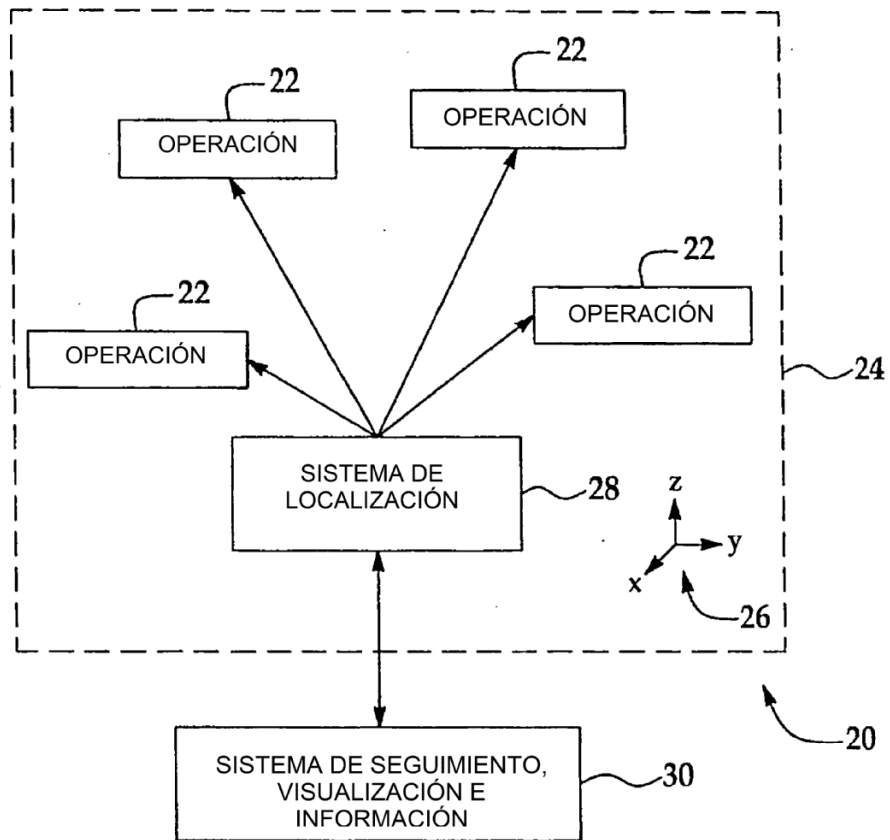 22
OPERACIÓN
22
OPERACIÓN
22
OPERACIÓN
22
OPERACIÓN
24
SISTEMA DE
LOCALIZACIÓN
28
z
y
x
26
20
SISTEMA DE SEGUIMIENTO,
VISUALIZACIÓN E
INFORMACIÓN
30